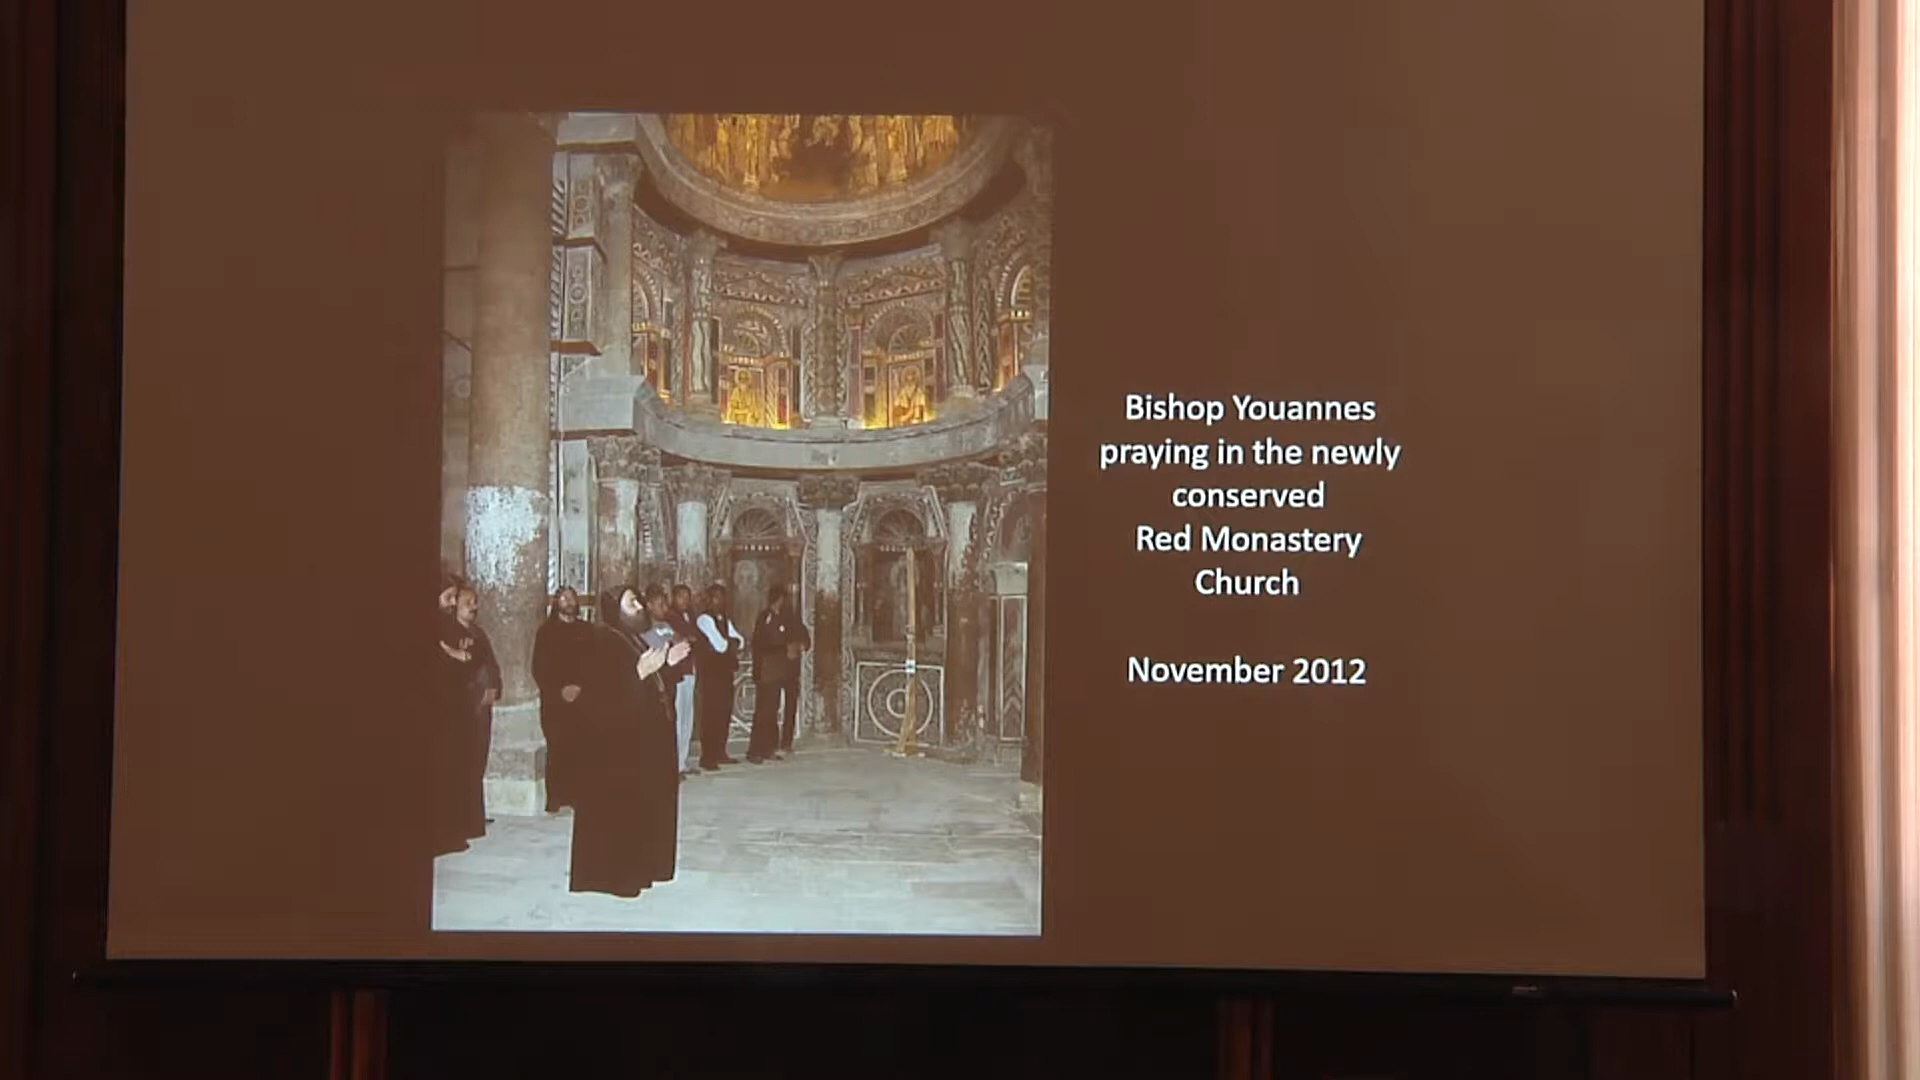 Bishop Youannes
praying in the newly
conserved
Red Monastery
Church
November 2012